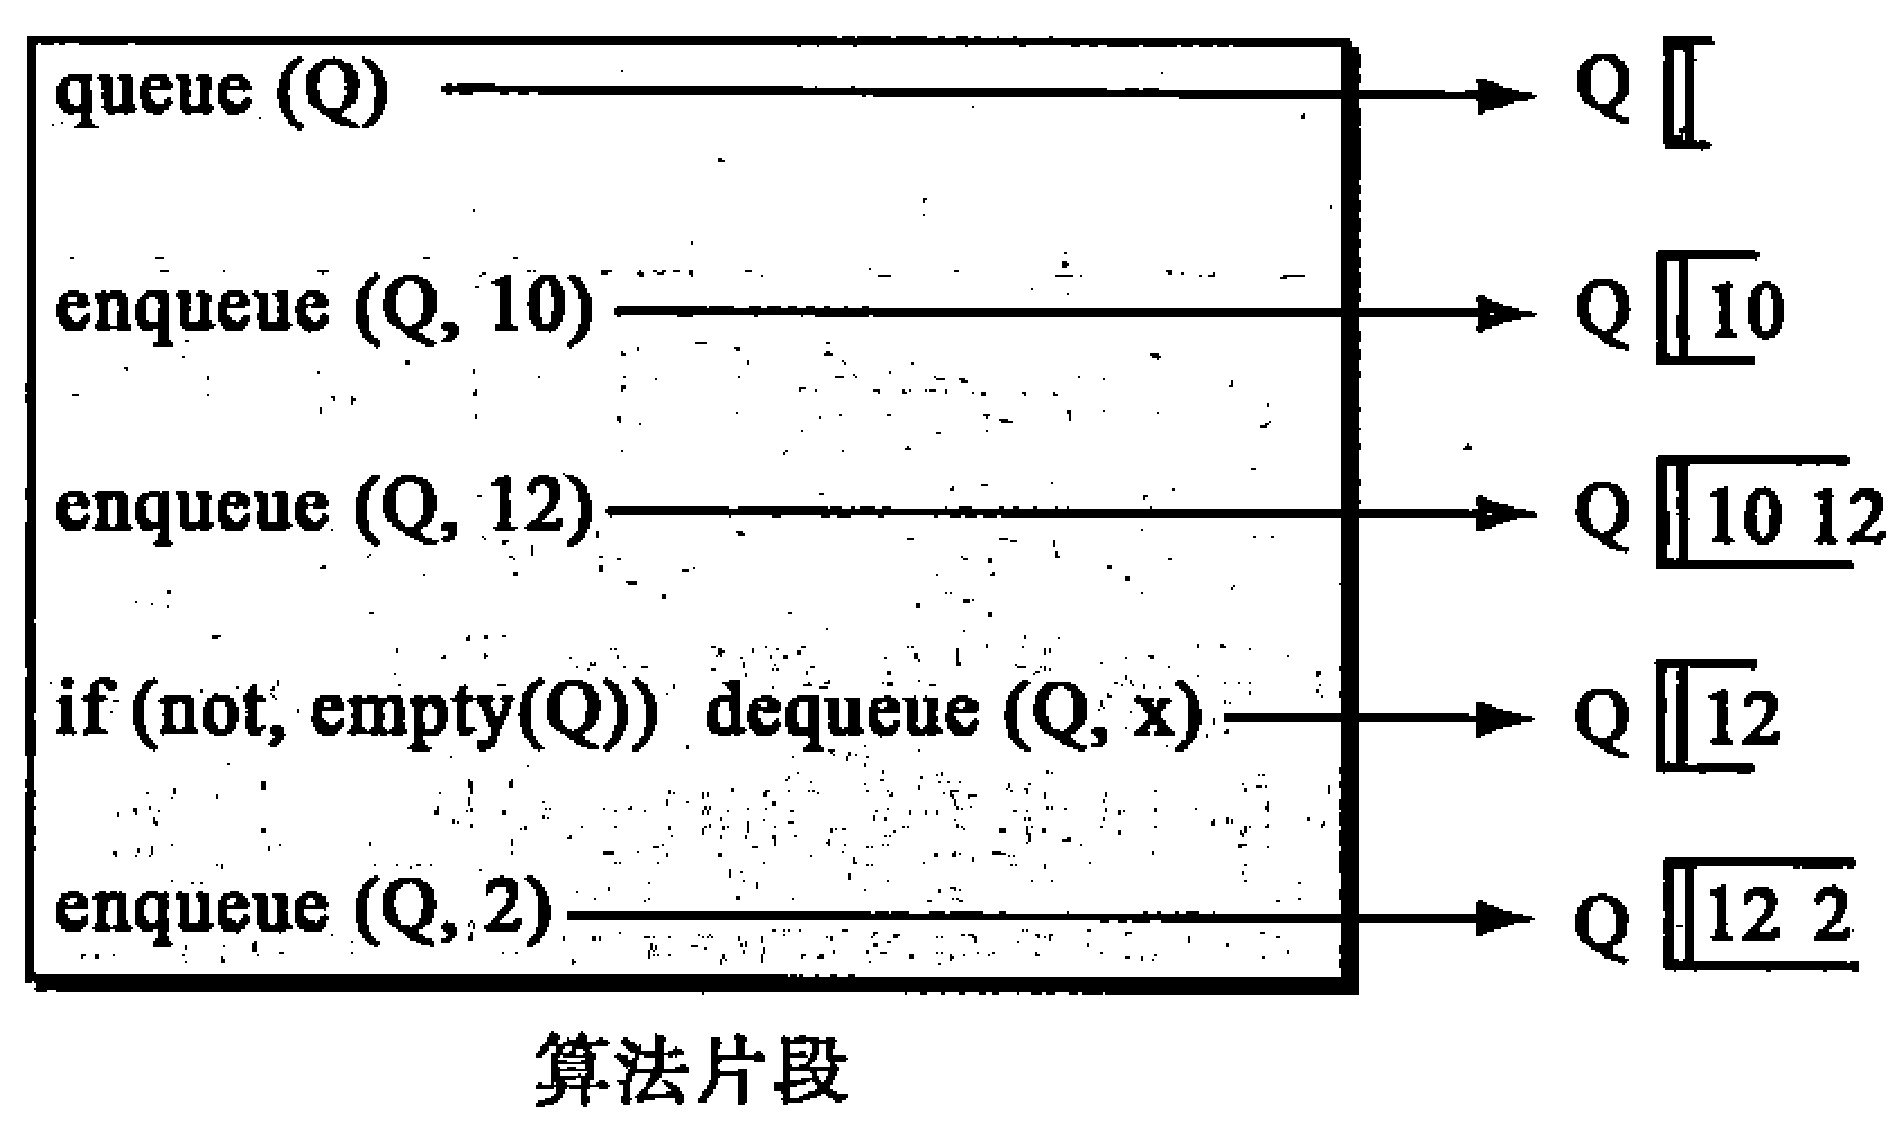 queue (Q) Q
enqueue (Q, 10) Q 10
enqueue (Q, 12) Q 10 12
if (not, empty(Q)) dequeue (Q, x) Q 12
enqueue (Q, 2) Q 12 2
算法片段